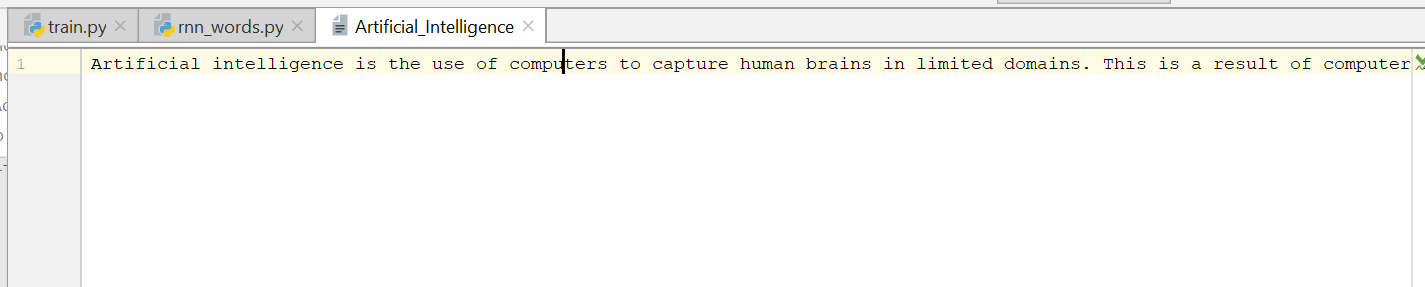 train.py rnn_words.py Artificial_Intelligence
1 Artificial intelligence is the use of computers to capture human brains in limited domains. This is a result of computer